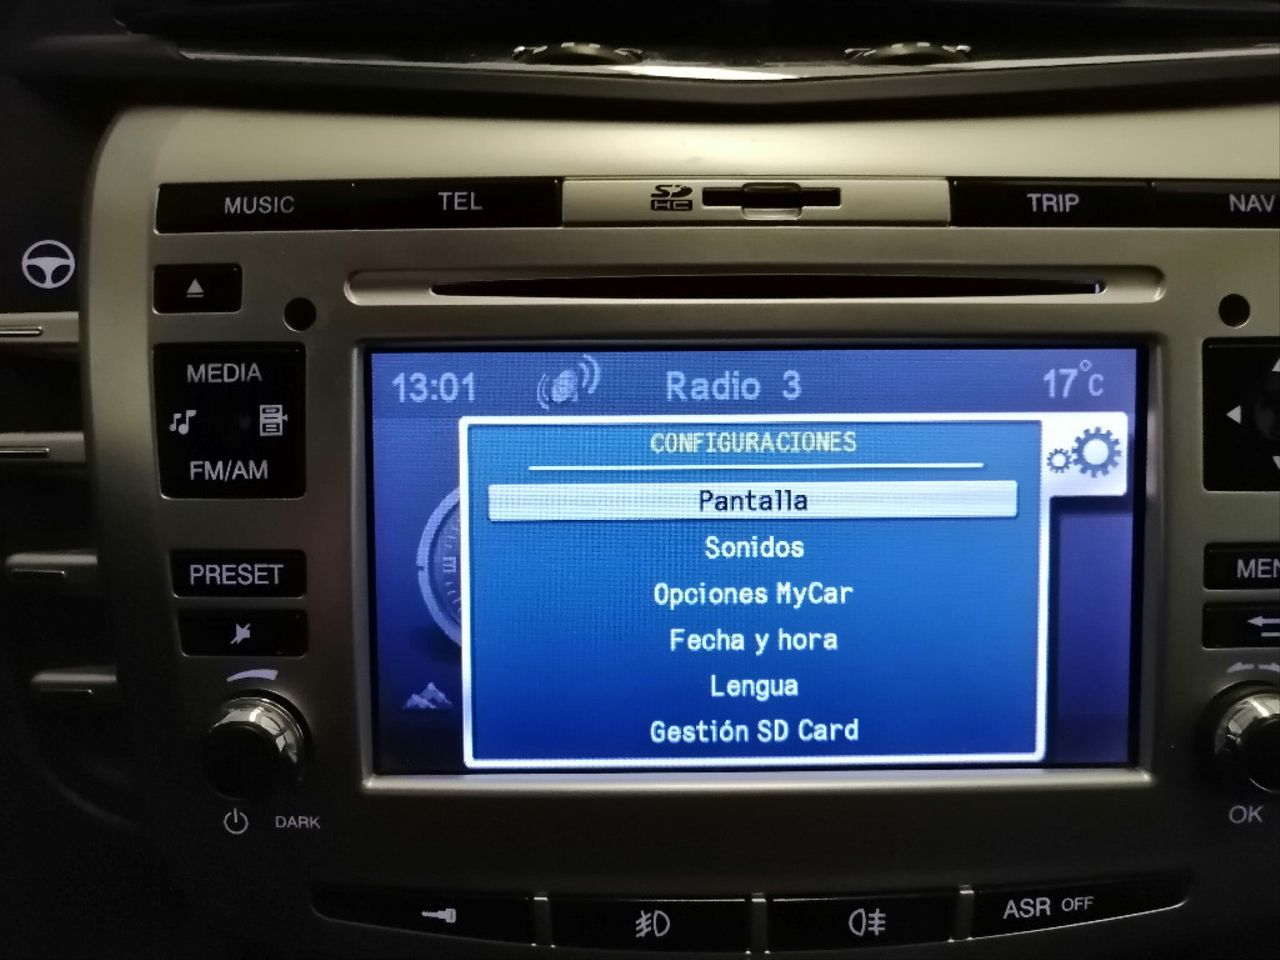 MUSIC
TEL
SD
HC
TRIP
NAV
MEDIA
FM/AM
PRESET
DARK
13:01
Radio 3
17°C
CONFIGURACIONES
Pantalla
Sonidos
Opciones MyCar
Fecha y hora
Lengua
Gestión SD Card
OK
ASR OFF